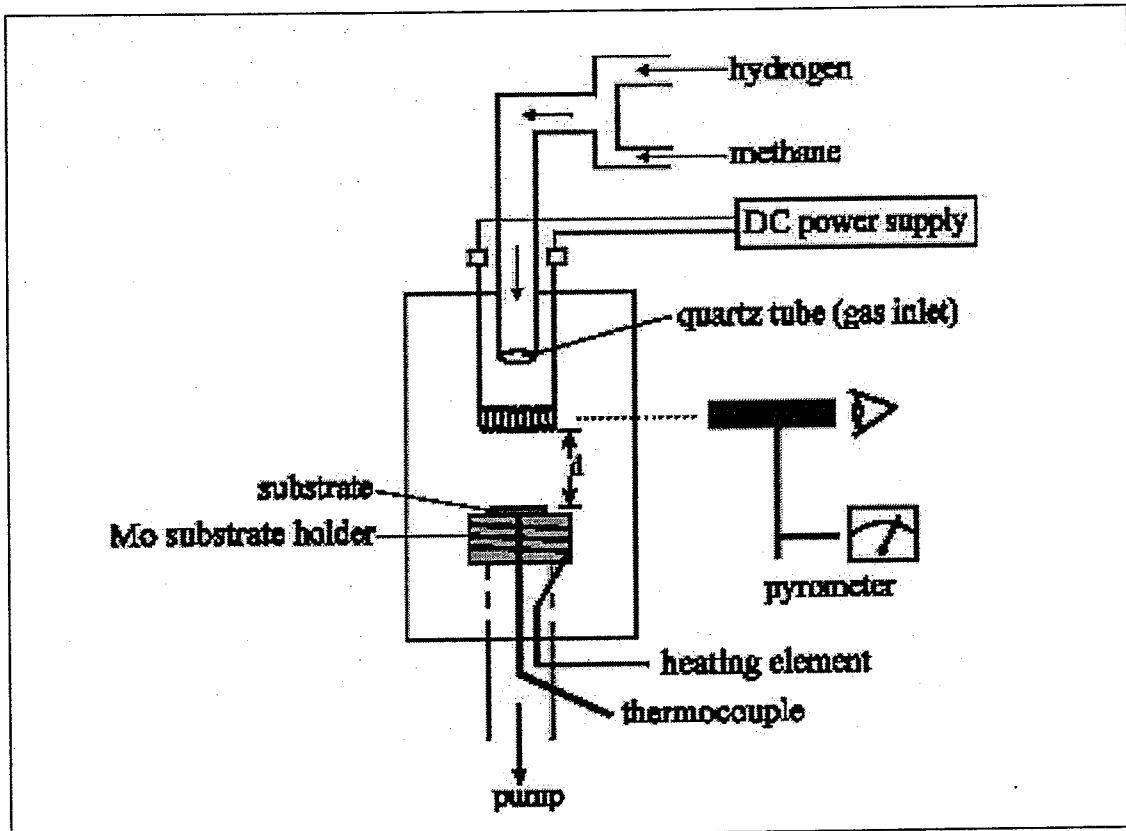 hydrogen
methane
DC power supply
quartz tube (gas inlet)
d
substrate
Mo substrate holder
pyrometer
heating element
thermocouple
pump